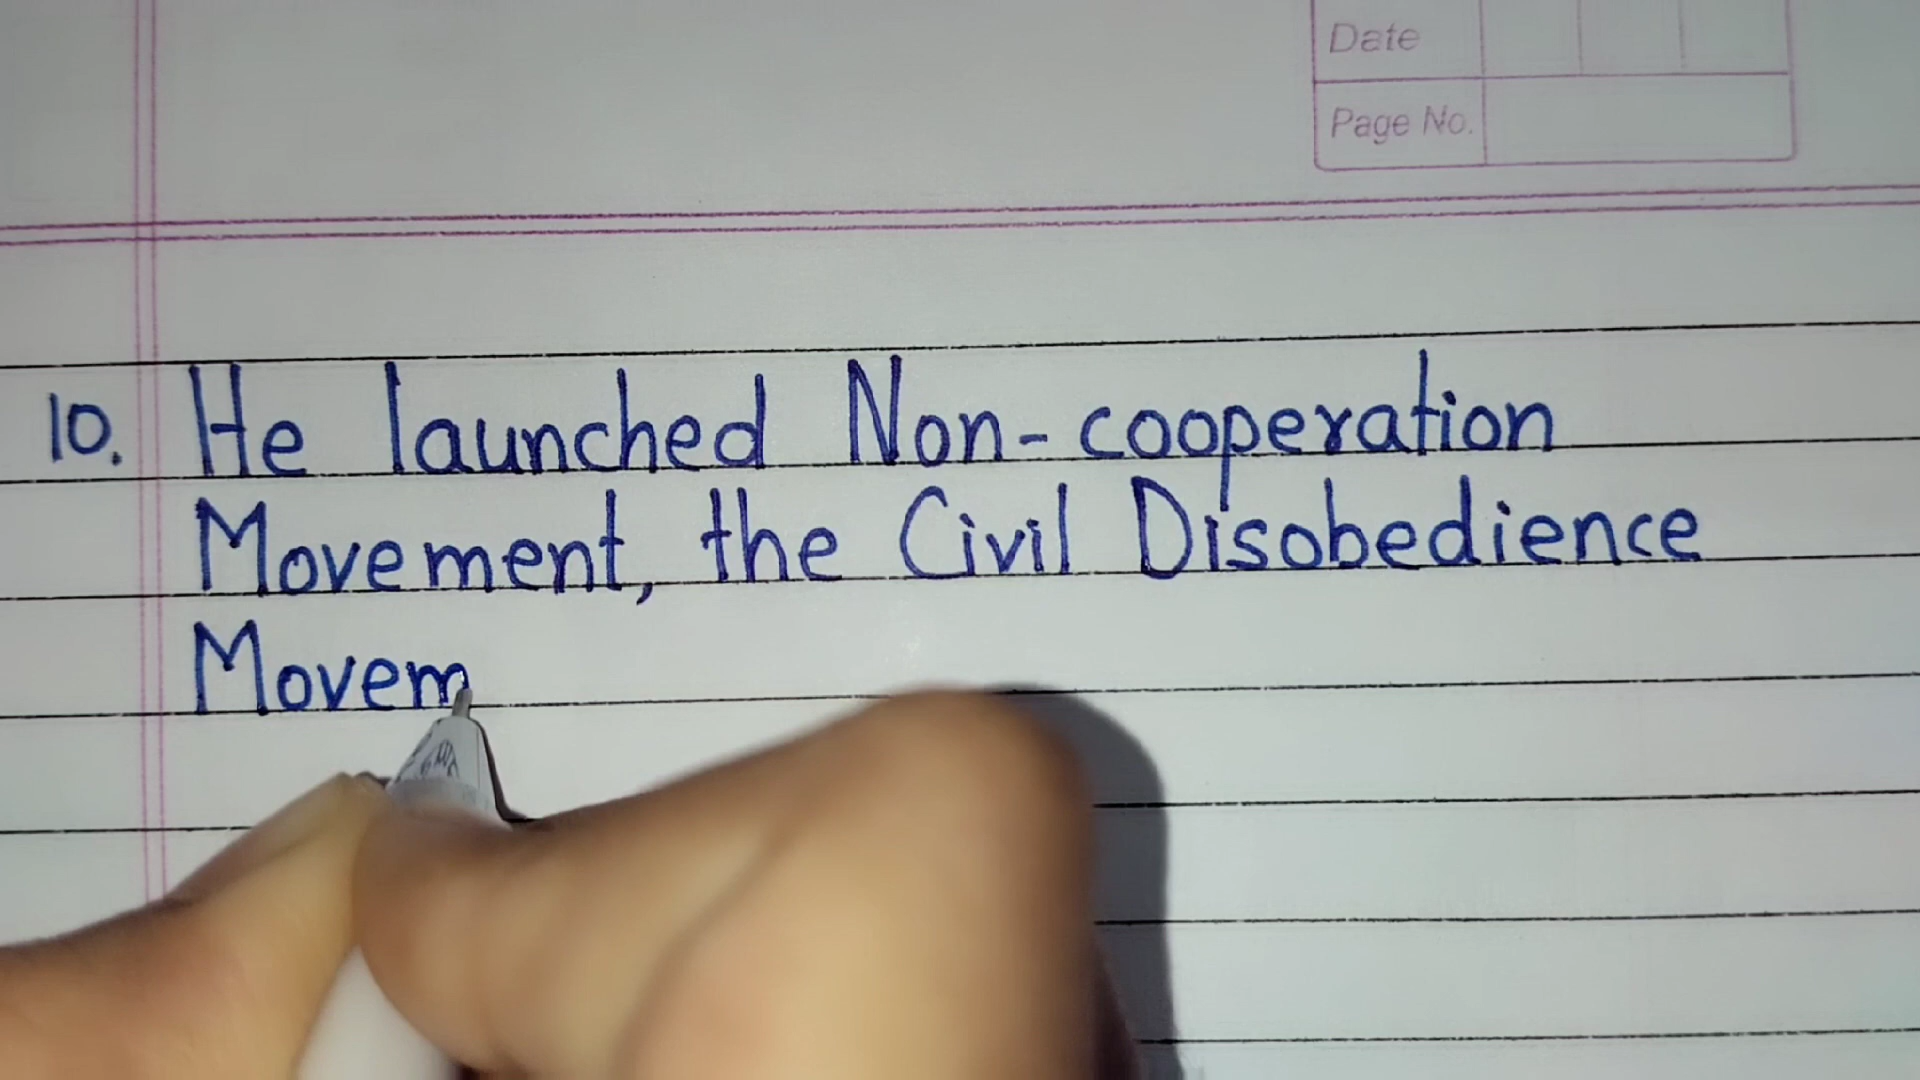 Date
Page No.
10. He launched Non-cooperation
Movement, the Civil Disobedience
Movem